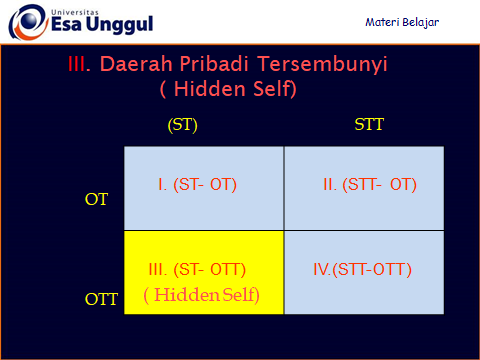 Universitas
Esa Unggul
Materi Belajar
III. Daerah Pribadi Tersembunyi
( Hidden Self)
(ST) STT
OT I. (ST- OT) II. (STT- OT)
OTT III. (ST- OTT) IV.(STT-OTT)
( Hidden Self)